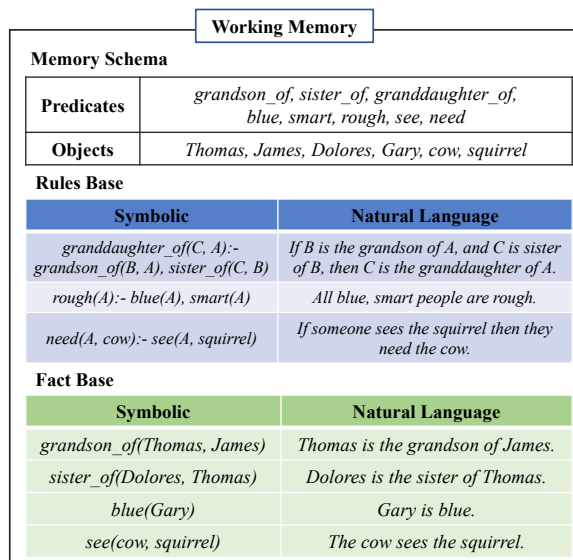 Working Memory
Memory Schema
Predicates
grandson_of, sister_of, granddaughter_of,
blue, smart, rough, see, need
Objects
Thomas, James, Dolores, Gary, cow, squirrel
Rules Base
Symbolic
Natural Language
granddaughter_of(C, A):-
grandson_of(B, A), sister_of(C, B)
If B is the grandson of A, and C is sister
of B, then C is the granddaughter of A.
rough(A):- blue(A), smart(A)
All blue, smart people are rough.
need(A, cow):- see(A, squirrel)
If someone sees the squirrel then they
need the cow.
Fact Base
Symbolic
Natural Language
grandson_of(Thomas, James)
Thomas is the grandson of James.
sister_of(Dolores, Thomas)
Dolores is the sister of Thomas.
blue(Gary)
Gary is blue.
see(cow, squirrel)
The cow sees the squirrel.